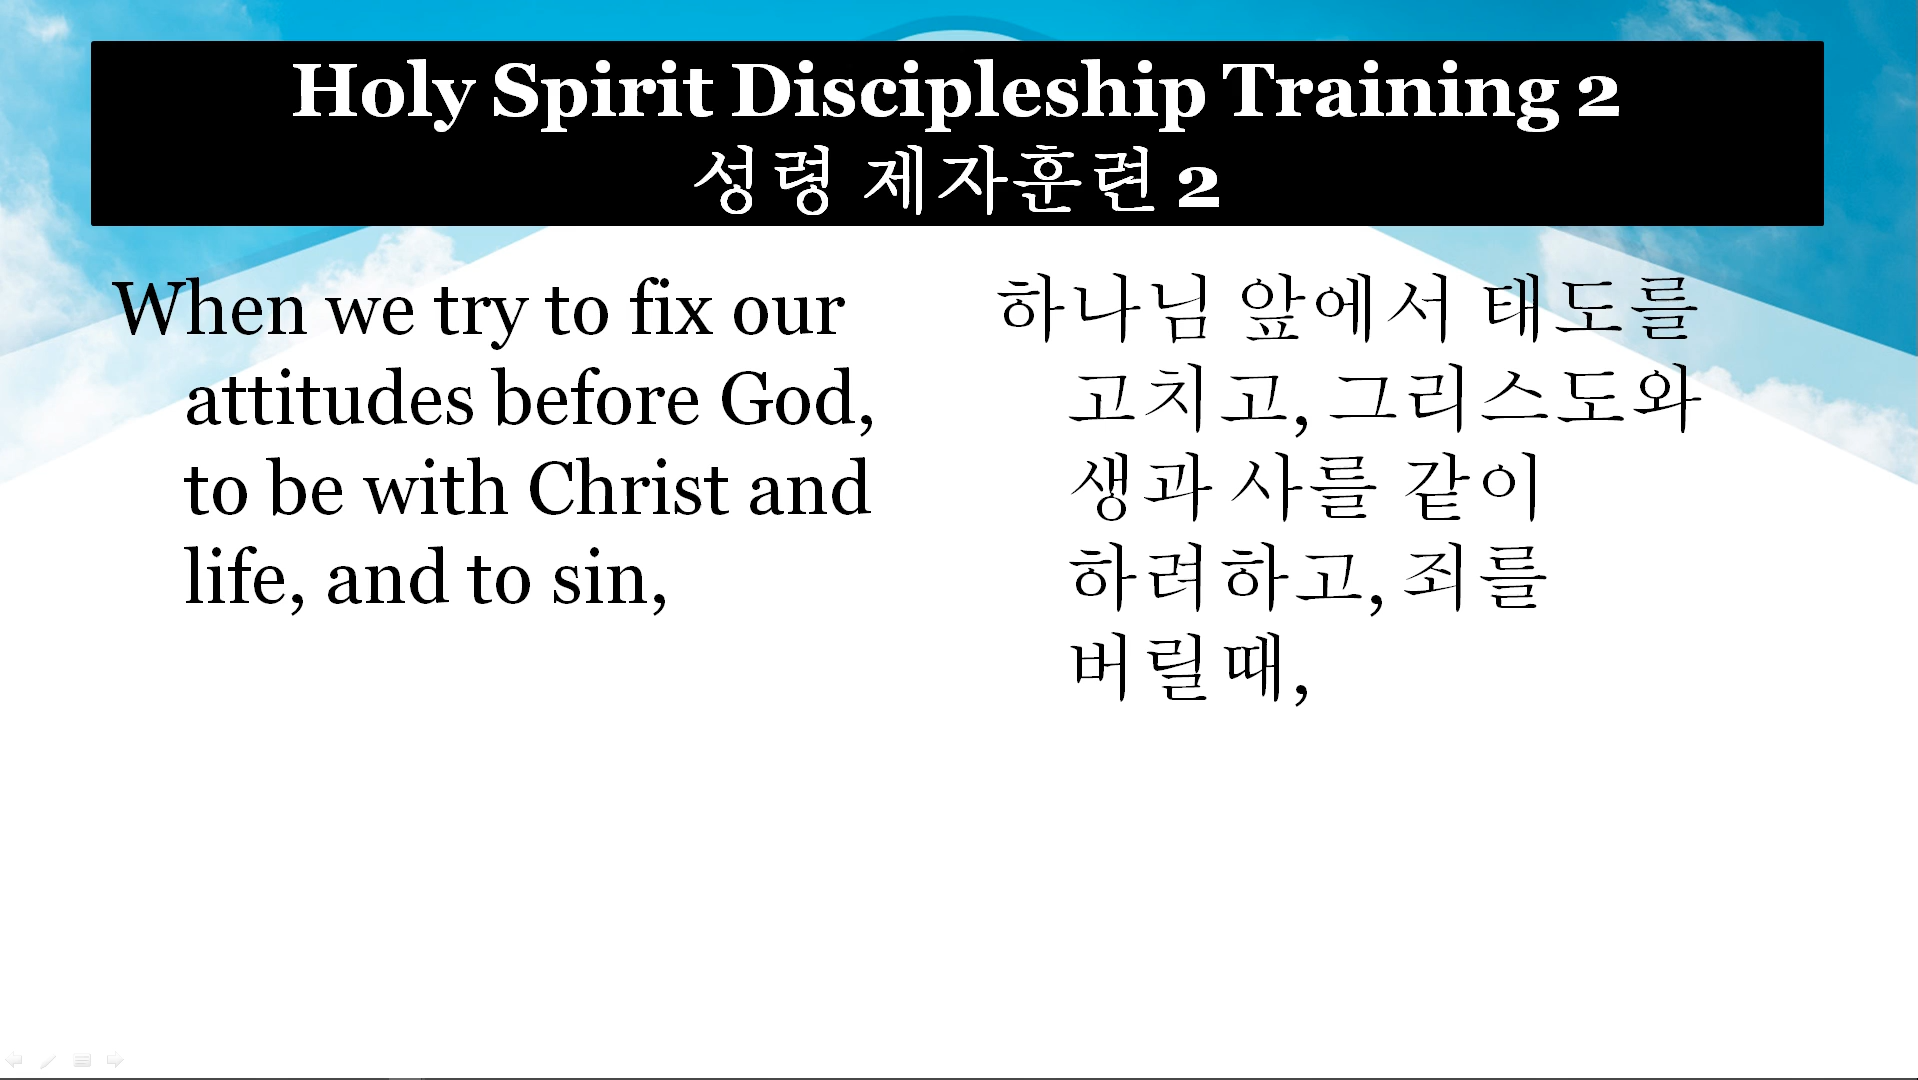 Holy Spirit Discipleship Training 2
성령 제자훈련 2
When we try to fix our
attitudes before God,
to be with Christ and
life, and to sin,
하나님 앞에서 태도를
고치고, 그리스도와
생과 사를 같이
하려하고, 죄를
버릴때,